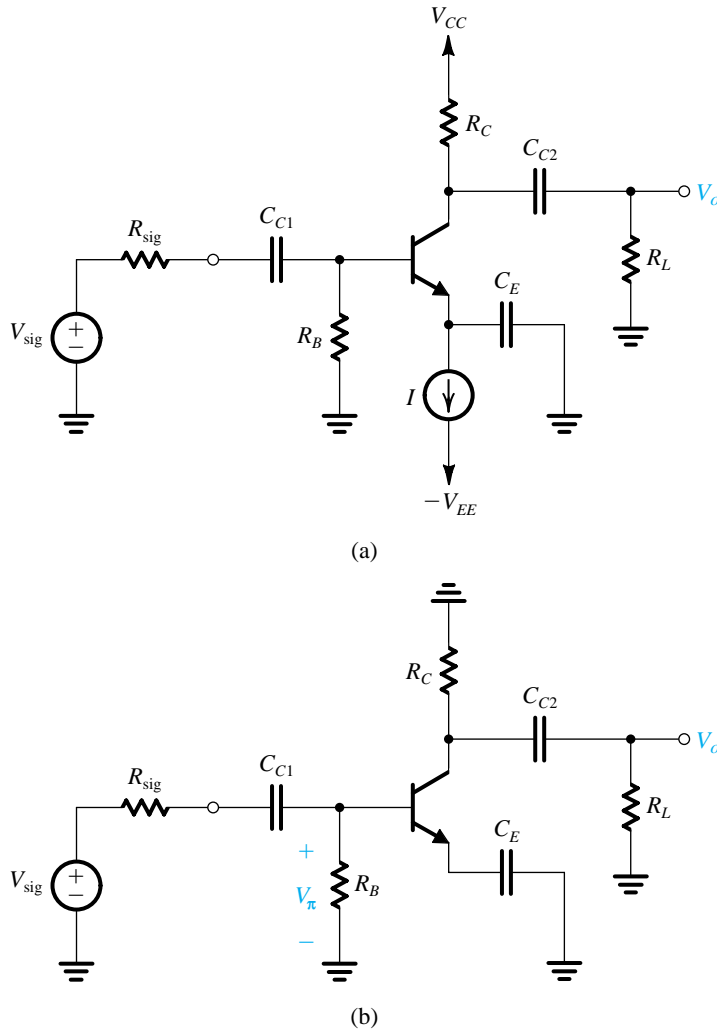 V_CC
R_C
C_C2
V_o
C_C1
R_sig
R_L
C_E
V_sig
+
−
R_B
I
−V_EE
(a)
R_C
C_C2
V_o
C_C1
R_sig
R_L
C_E
+
V_sig
+
−
V_π
R_B
−
(b)